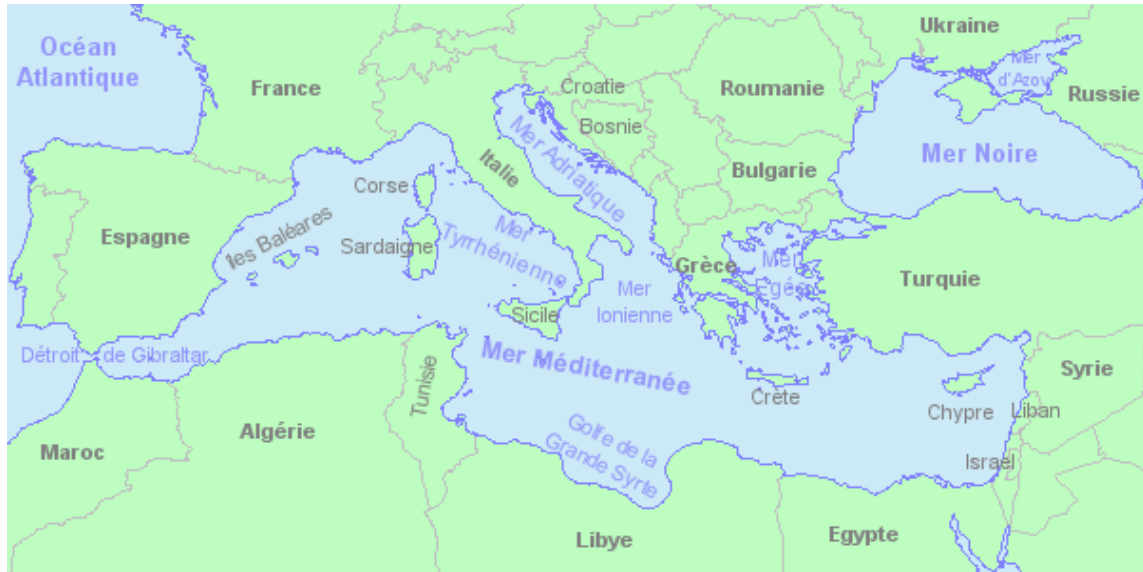 Océan
Atlantique
Ukraine
Mer
d'Azov
France
Croatie
Roumanie
Russie
Bosnie
Mer Adriatique
Mer Noire
Italie
Bulgarie
Corse
Espagne
îles Baléares
Sardaigne
Mer
Tyrrhénienne
Grèce
Mer
Egée
Turquie
Mer
Ionienne
Sicile
Détroit de Gibraltar
Mer Méditerranée
Tunisie
Syrie
Crète
Chypre
Liban
Algérie
Maroc
Golfe de la
Grande Syrte
Israel
Libye
Egypte